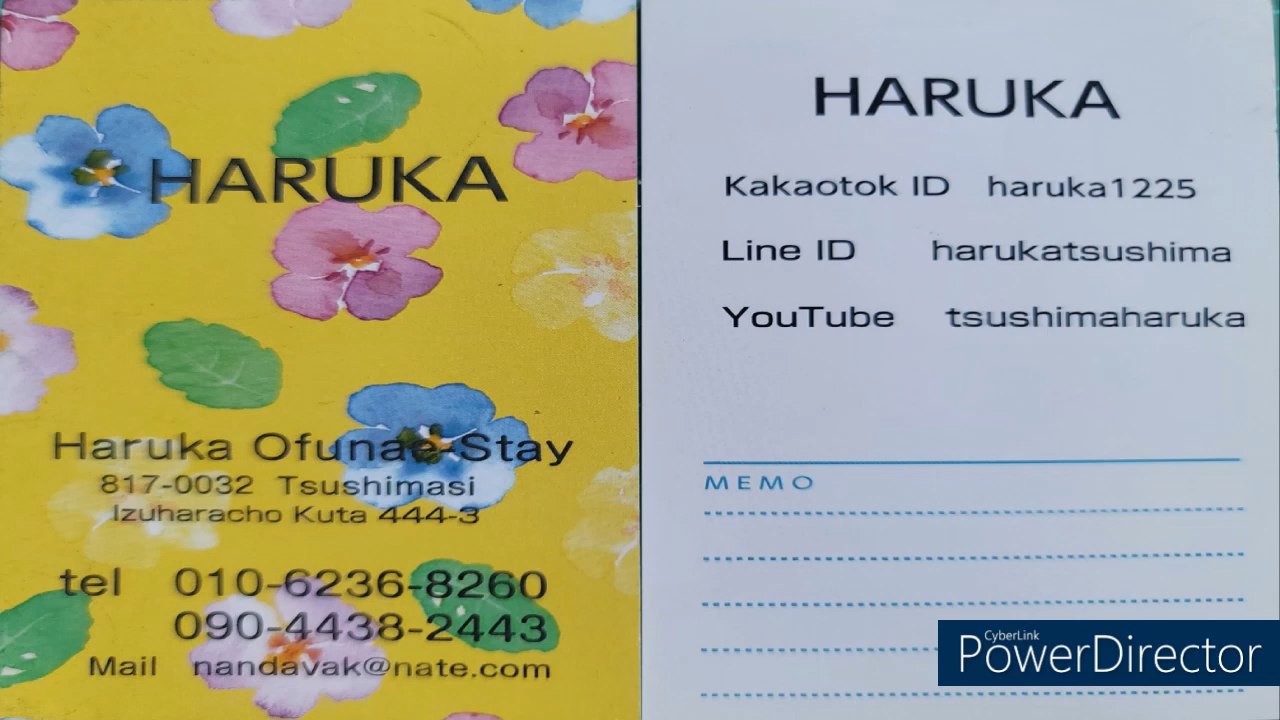 HARUKA
Haruka Ofunae-Stay
817-0032 Tsushimasi
Izuharacho Kuta 444-3
tel 010-6236-8260
090-4438-2443
Mail nandavak@nate.com
HARUKA
Kakaotok ID haruka1225
Line ID harukatsushima
YouTube tsushimaharuka
MEMO
CyberLink
PowerDirector